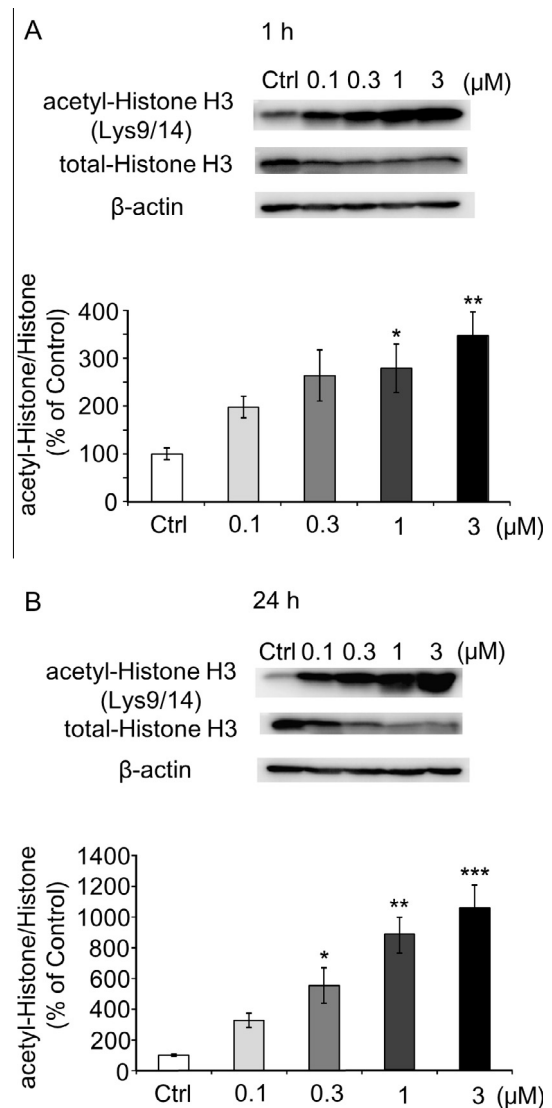 A
1 h
Ctrl 0.1 0.3 1 3 (μM)
acetyl-Histone H3
(Lys9/14)
total-Histone H3
β-actin
acetyl-Histone/Histone
(% of Control)
400
300
200
100
0
*
**
Ctrl 0.1 0.3 1 3 (μM)
B
24 h
Ctrl 0.1 0.3 1 3 (μM)
acetyl-Histone H3
(Lys9/14)
total-Histone H3
β-actin
acetyl-Histone/Histone
(% of Control)
1400
1200
1000
800
600
400
200
0
*
**
***
Ctrl 0.1 0.3 1 3 (μM)